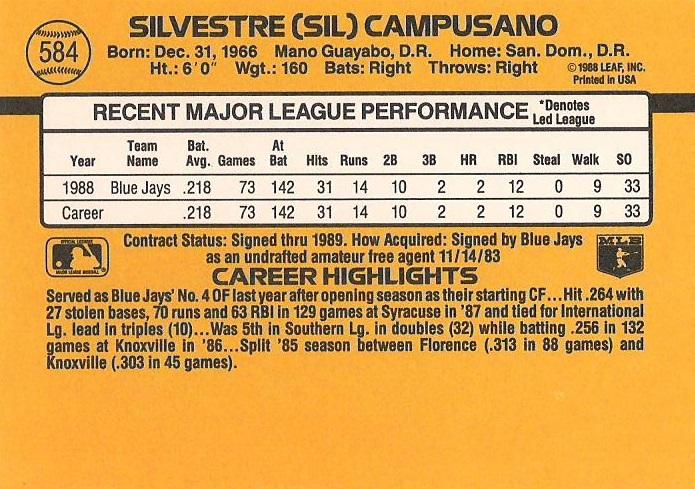 584
SILVESTRE (SIL) CAMPUSANO
Born: Dec. 31, 1966 Mano Guayabo, D.R. Home: San. Dom., D.R.
Ht.: 6'0" Wgt.: 160 Bats: Right Throws: Right
© 1988 LEAF, INC.
Printed in USA
RECENT MAJOR LEAGUE PERFORMANCE *Denotes
Led League
Year Team Name Bat. Avg. Games At Bat Hits Runs 2B 3B HR RBI Steal Walk SO
1988 Blue Jays .218 73 142 31 14 10 2 2 12 0 9 33
Career .218 73 142 31 14 10 2 2 12 0 9 33
OFFICIAL LICENSEE
MAJOR LEAGUE BASEBALL
Contract Status: Signed thru 1989. How Acquired: Signed by Blue Jays
as an undrafted amateur free agent 11/14/83
MLB
CAREER HIGHLIGHTS
Served as Blue Jays' No. 4 OF last year after opening season as their starting CF...Hit .264 with
27 stolen bases, 70 runs and 63 RBI in 129 games at Syracuse in '87 and tied for International
Lg. lead in triples (10)...Was 5th in Southern Lg. in doubles (32) while batting .256 in 132
games at Knoxville in '86...Split '85 season between Florence (.313 in 88 games) and
Knoxville (.303 in 45 games).